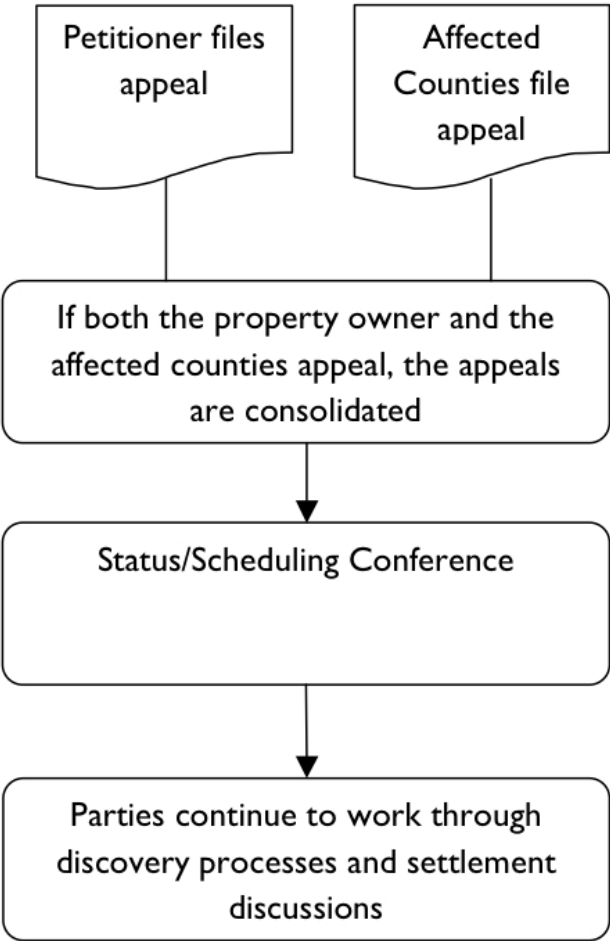 Petitioner files
appeal
Affected
Counties file
appeal
If both the property owner and the
affected counties appeal, the appeals
are consolidated
Status/Scheduling Conference
Parties continue to work through
discovery processes and settlement
discussions